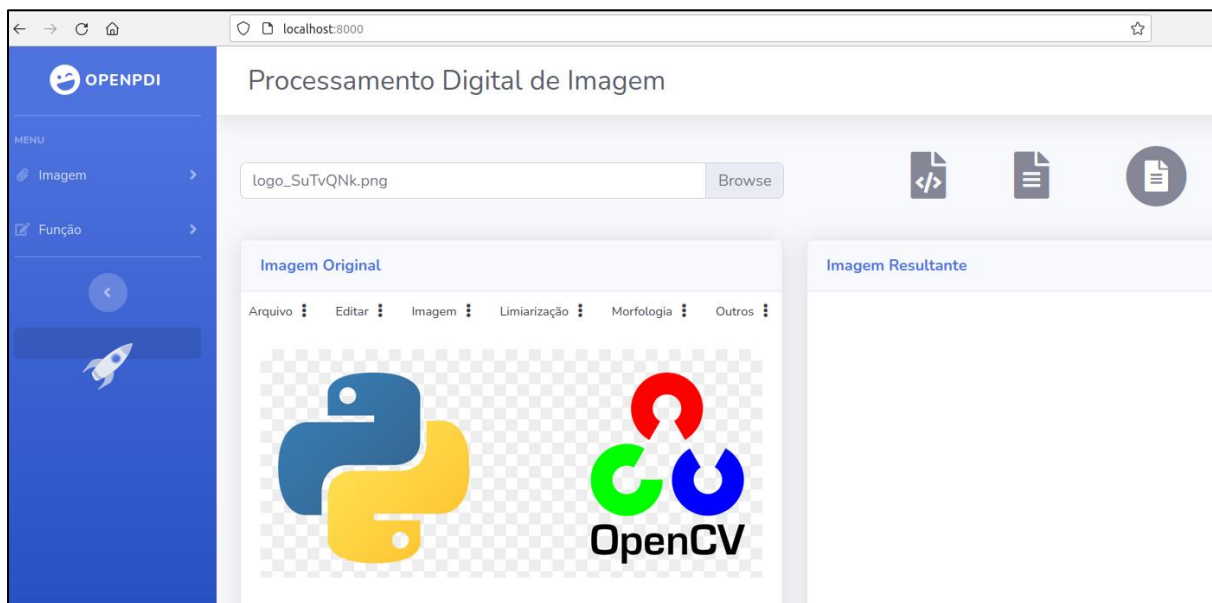 localhost:8000
OPENPDI
Processamento Digital de Imagem
MENU
Imagem
Função
logo_SuTvQNk.png
Browse
</>
Imagem Original
Imagem Resultante
Arquivo Editar Imagem Limiarização Morfologia Outros
OpenCV